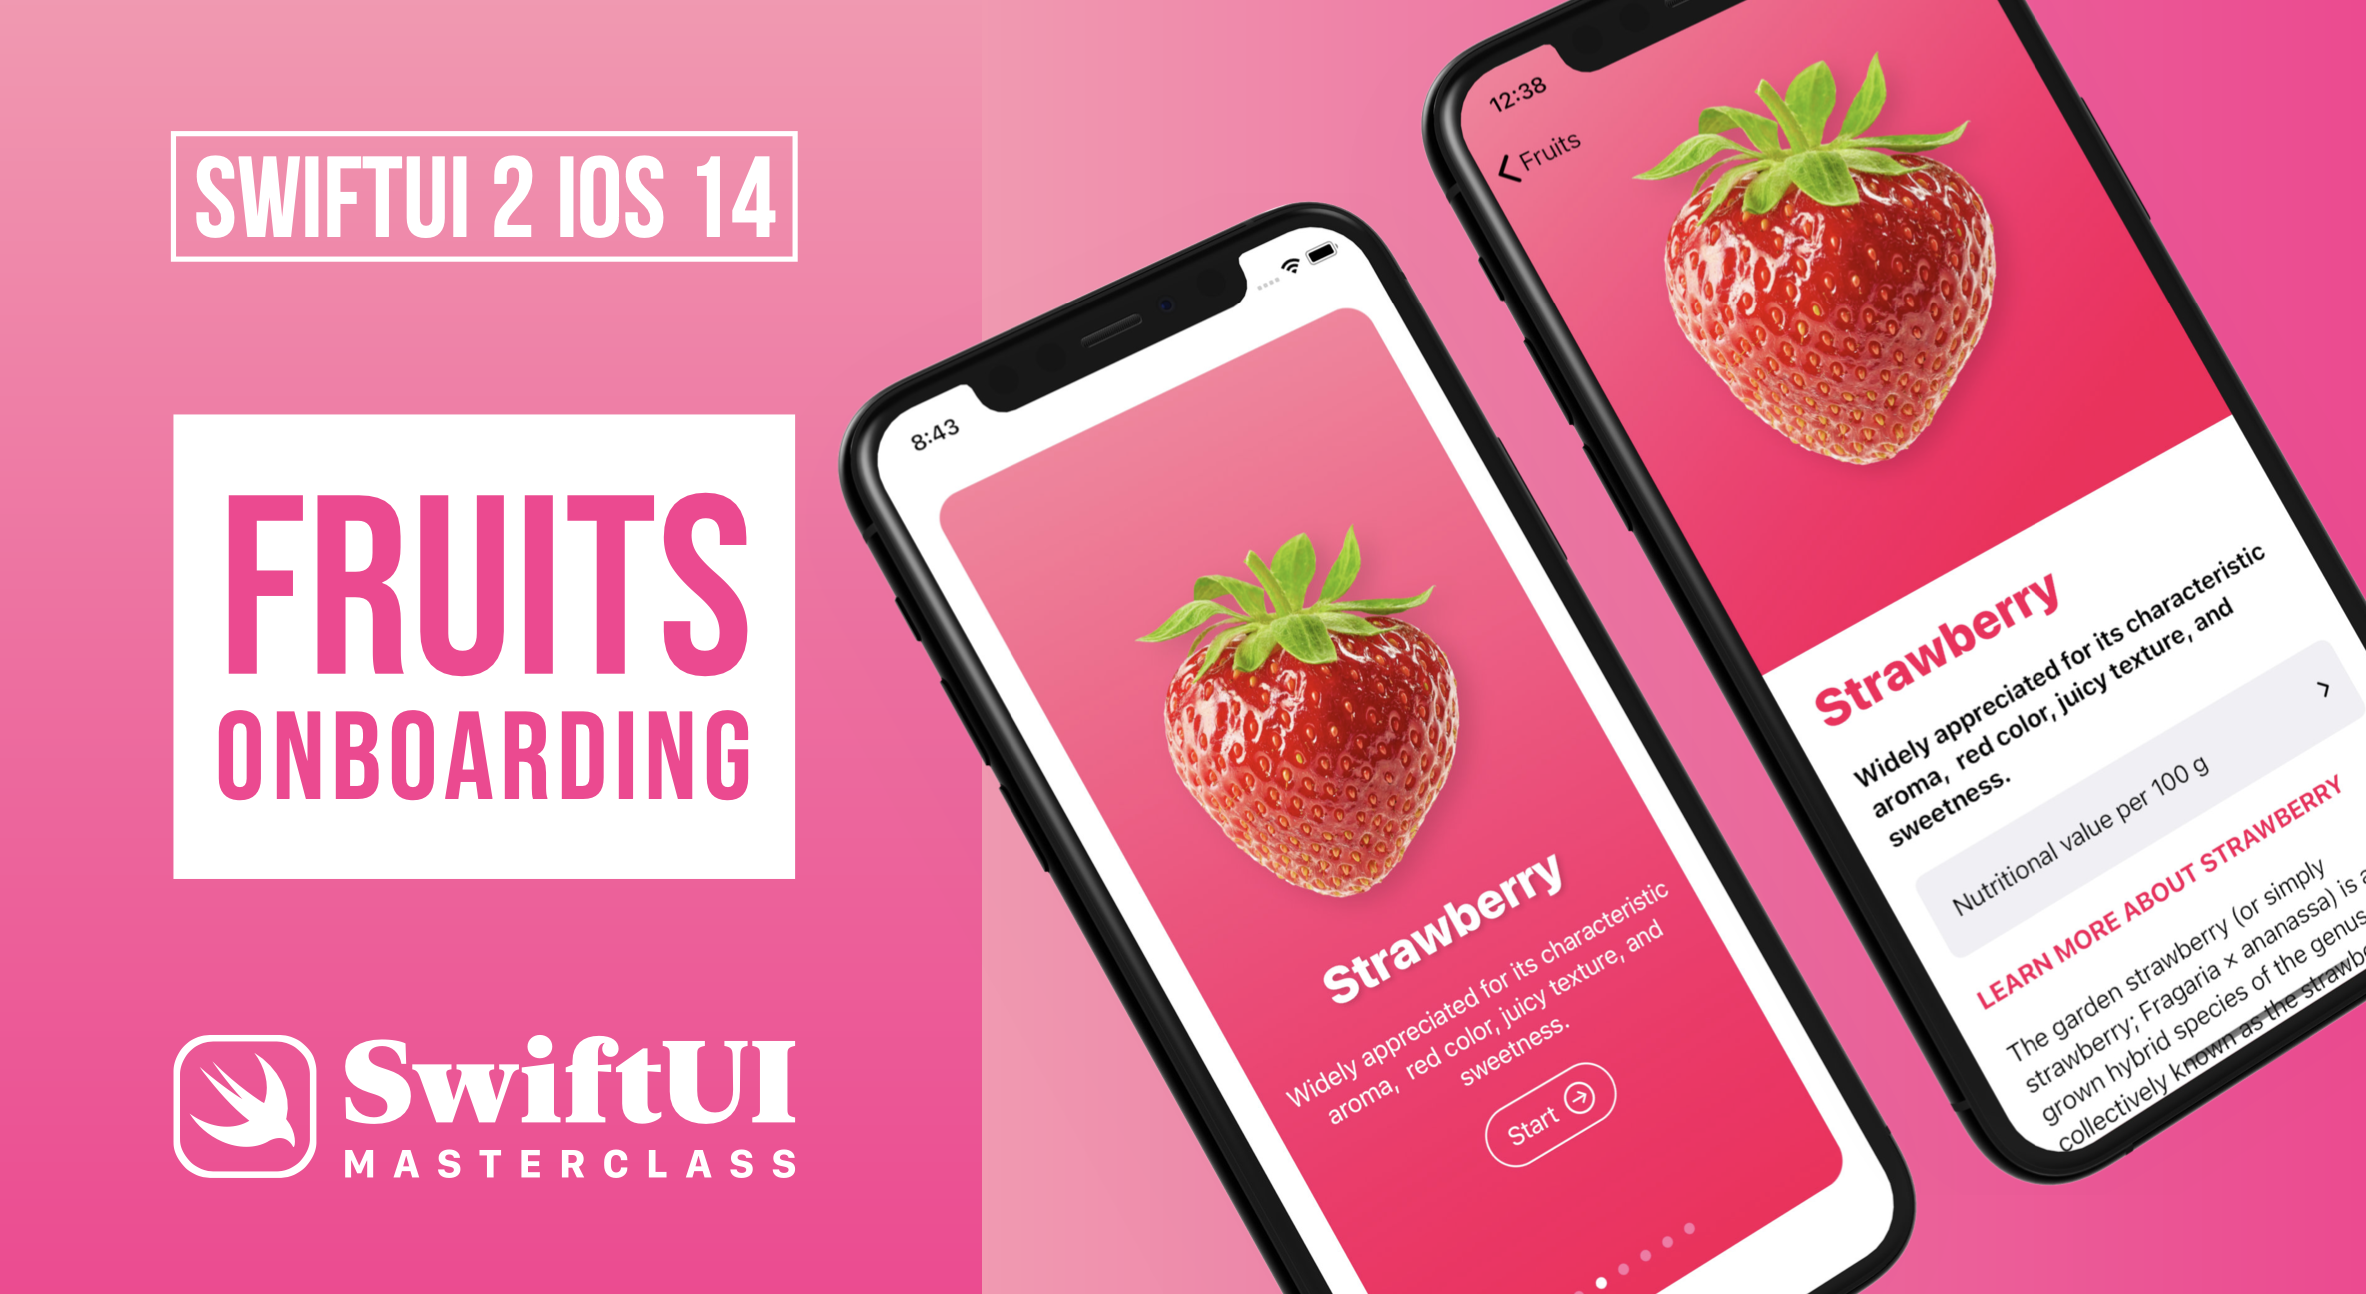 SWIFTUI 2 IOS 14
FRUITS
ONBOARDING
SwiftUI
MASTERCLASS
8:43
Strawberry
Widely appreciated for its characteristic
aroma, red color, juicy texture, and
sweetness.
Start
12:38
Fruits
Strawberry
Widely appreciated for its characteristic
aroma, red color, juicy texture, and
sweetness.
Nutritional value per 100 g
LEARN MORE ABOUT STRAWBERRY
The garden strawberry (or simply
strawberry; Fragaria × ananassa) is
grown hybrid species of the genus
collectively known as the